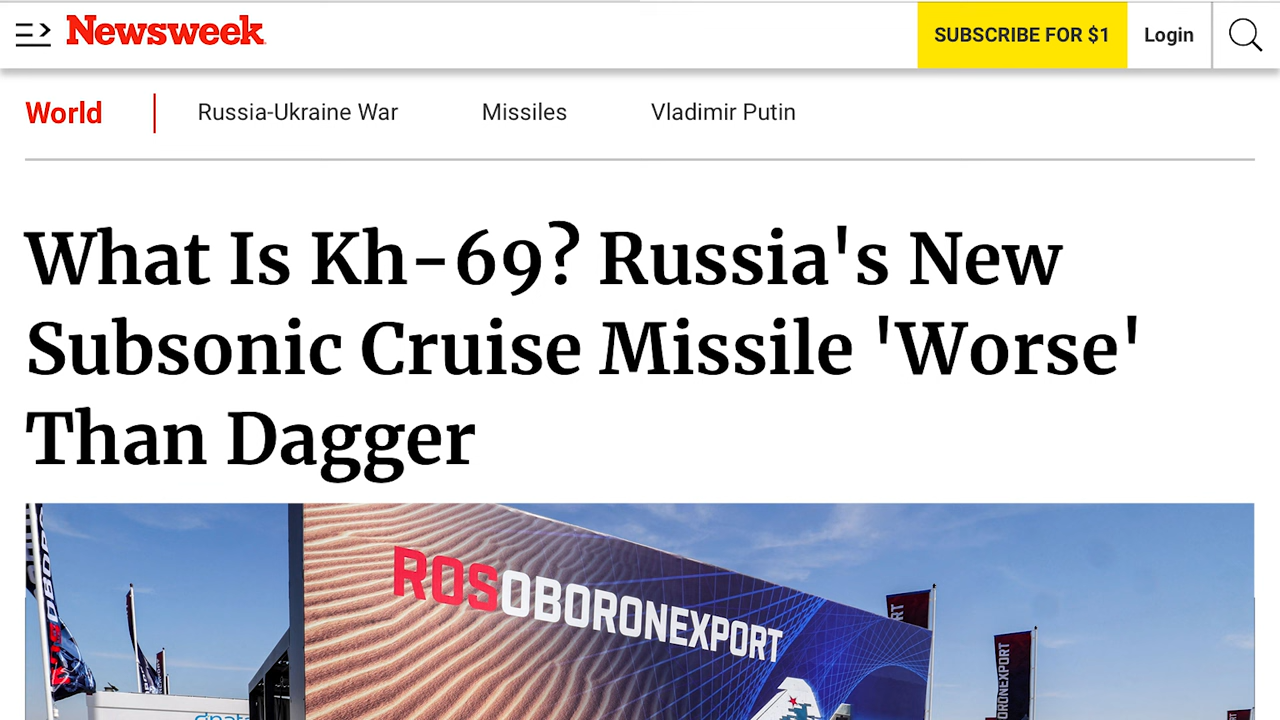 Newsweek
SUBSCRIBE FOR $1
Login
World
Russia-Ukraine War
Missiles
Vladimir Putin
What Is Kh-69? Russia's New
Subsonic Cruise Missile 'Worse'
Than Dagger
ROSOBORONEXPORT